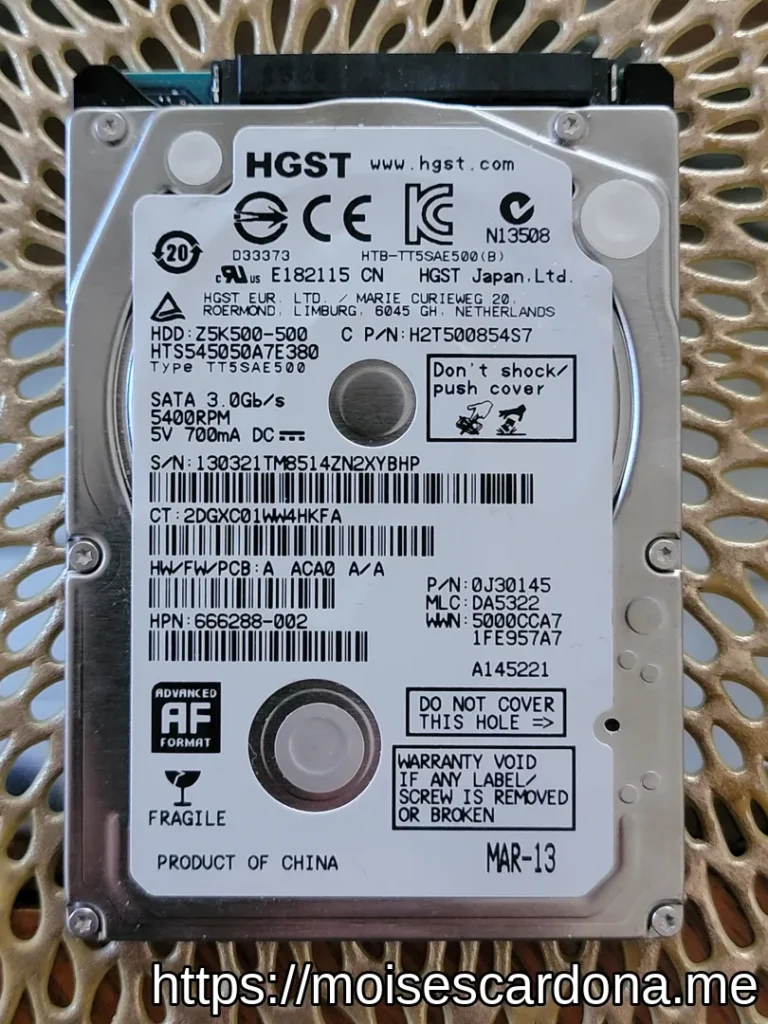 HGST www.hgst.com
N13508
20
D33373 HTB-TT5SAE500(B)
c RU us E182115 CN HGST Japan,Ltd.
HGST EUR. LTD. / MARIE CURIEWEG 20,
ROERMOND, LIMBURG, 6045 GH, NETHERLANDS
HDD:Z5K500-500 C P/N:H2T500854S7
HTS545050A7E380
Type TT5SAE500
Don't shock/
push cover
SATA 3.0Gb/s
5400RPM
5V 700mA DC
S/N:130321TM8514ZN2XYBHP
CT:2DGXC01WW4HKFA
HW/FW/PCB:A ACA0 A/A
HPN:666288-002
P/N:0J30145
MLC:DA5322
WWN:5000CCA7
1FE957A7
A145221
ADVANCED
AF
FORMAT
DO NOT COVER
THIS HOLE =>
FRAGILE
WARRANTY VOID
IF ANY LABEL/
SCREW IS REMOVED
OR BROKEN
PRODUCT OF CHINA
MAR-13
https://moisescardona.me